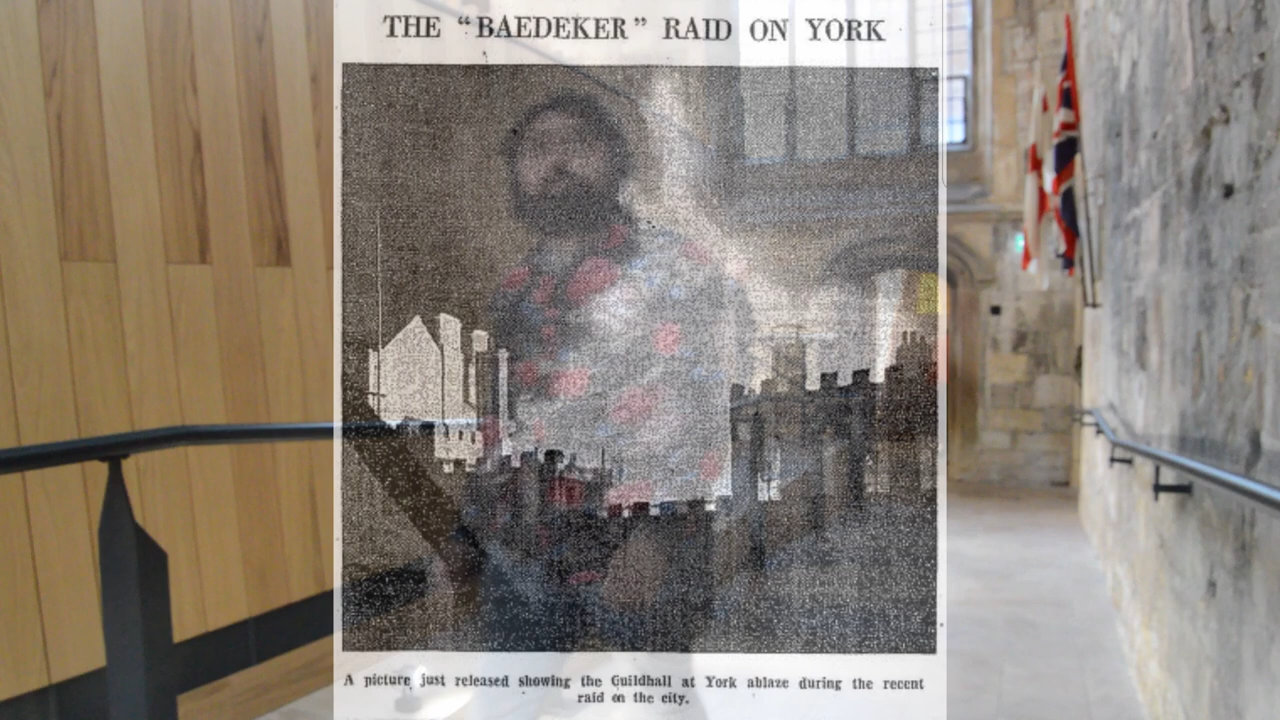 THE "BAEDEKER" RAID ON YORK
A picture just released showing the Guildhall at York ablaze during the recent
raid on the city.